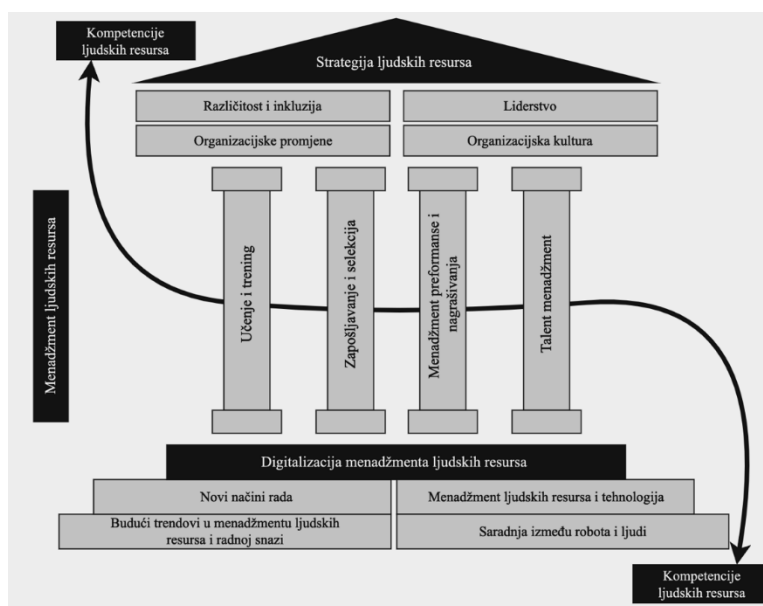 Kompetencije
ljudskih resursa
Strategija ljudskih resursa
Različitost i inkluzija
Liderstvo
Organizacijske promjene
Organizacijska kultura
Menadžment ljudskih resursa
Učenje i trening
Zapošljavanje i selekcija
Menadžment preformanse i
nagrašivanja
Talent menadžment
Digitalizacija menadžmenta ljudskih resursa
Novi načini rada
Menadžment ljudskih resursa i tehnologija
Budući trendovi u menadžmentu ljudskih
resursa i radnoj snazi
Saradnja između robota i ljudi
Kompetencije
ljudskih resursa